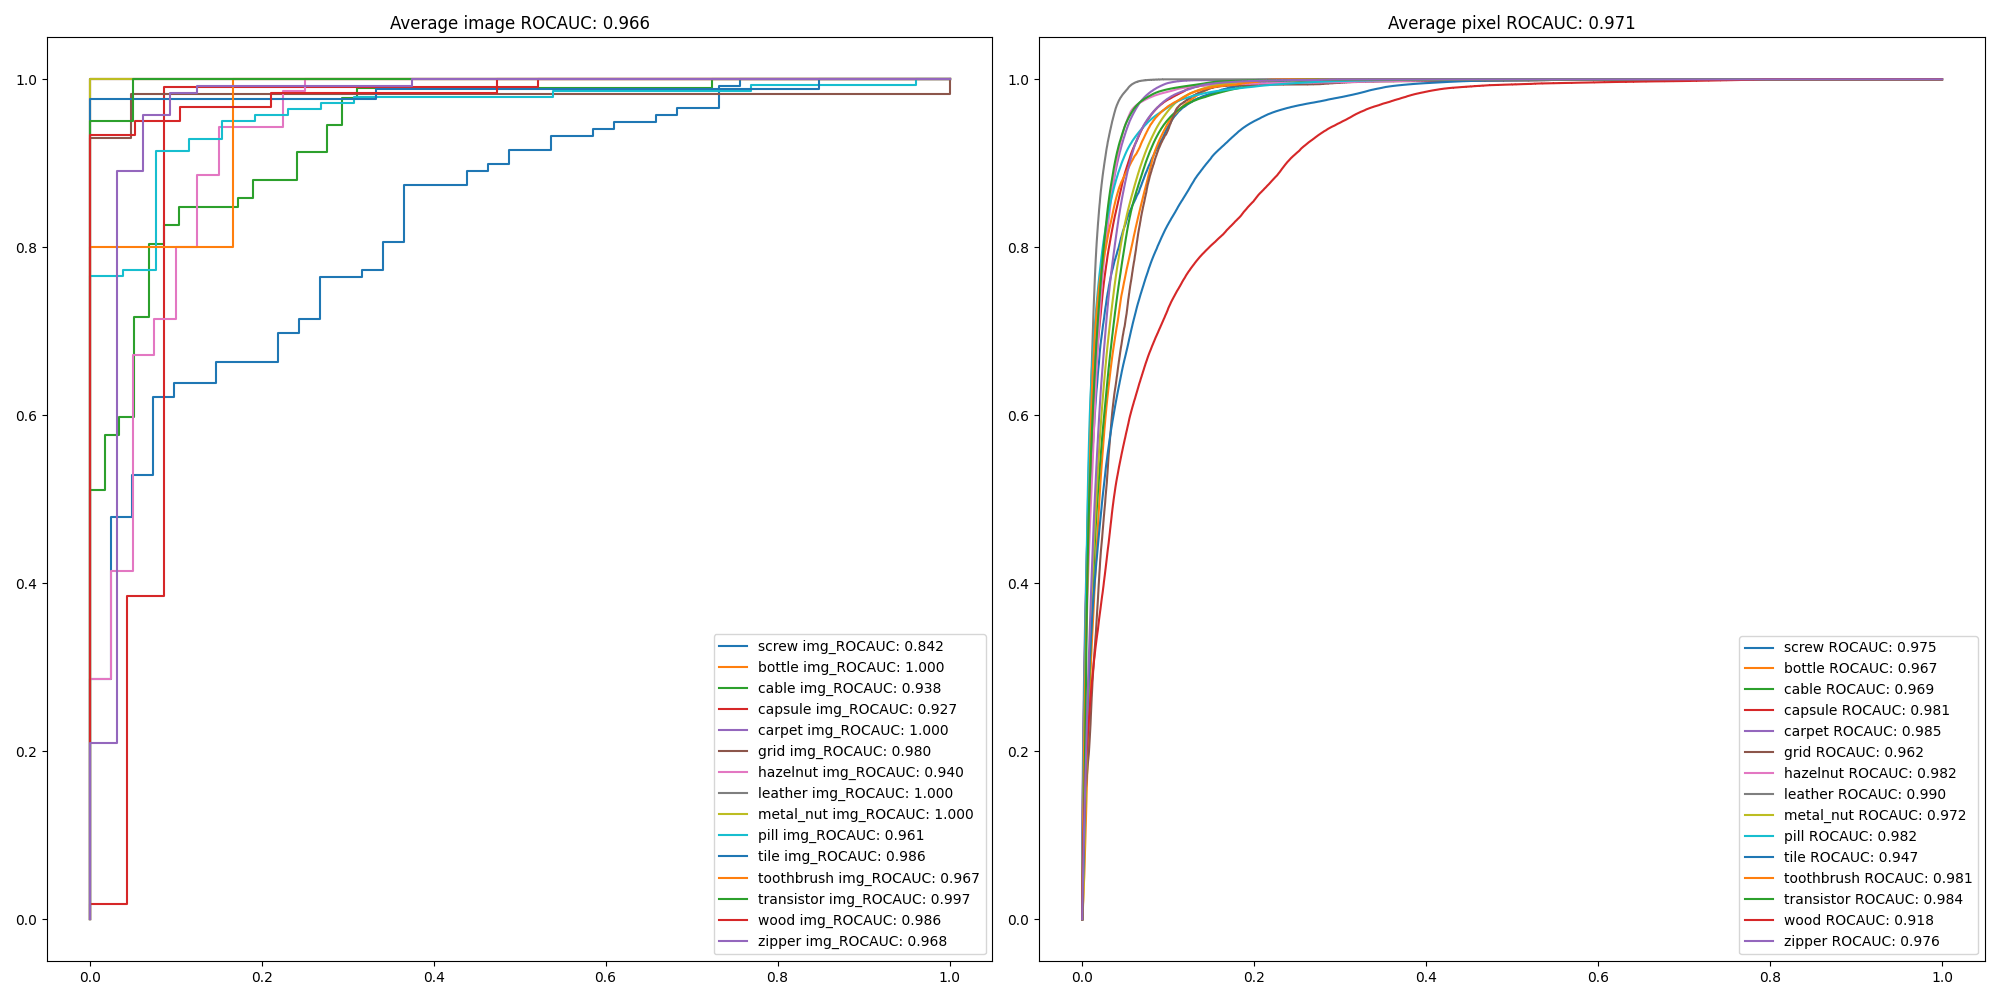 Average image ROCAUC: 0.966
1.0
0.8
0.6
0.4
0.2
0.0
0.0 0.2 0.4 0.6 0.8 1.0
screw img_ROCAUC: 0.842
bottle img_ROCAUC: 1.000
cable img_ROCAUC: 0.938
capsule img_ROCAUC: 0.927
carpet img_ROCAUC: 1.000
grid img_ROCAUC: 0.980
hazelnut img_ROCAUC: 0.940
leather img_ROCAUC: 1.000
metal_nut img_ROCAUC: 1.000
pill img_ROCAUC: 0.961
tile img_ROCAUC: 0.986
toothbrush img_ROCAUC: 0.967
transistor img_ROCAUC: 0.997
wood img_ROCAUC: 0.986
zipper img_ROCAUC: 0.968
Average pixel ROCAUC: 0.971
1.0
0.8
0.6
0.4
0.2
0.0
0.0 0.2 0.4 0.6 0.8 1.0
screw ROCAUC: 0.975
bottle ROCAUC: 0.967
cable ROCAUC: 0.969
capsule ROCAUC: 0.981
carpet ROCAUC: 0.985
grid ROCAUC: 0.962
hazelnut ROCAUC: 0.982
leather ROCAUC: 0.990
metal_nut ROCAUC: 0.972
pill ROCAUC: 0.982
tile ROCAUC: 0.947
toothbrush ROCAUC: 0.981
transistor ROCAUC: 0.984
wood ROCAUC: 0.918
zipper ROCAUC: 0.976